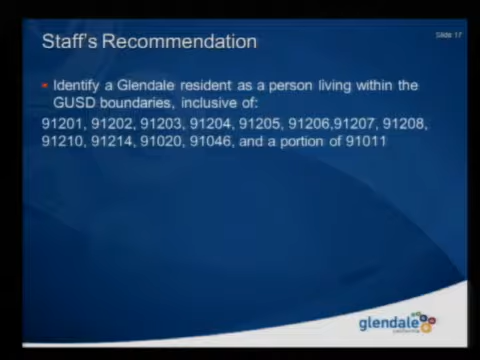 Slide 17
Staff's Recommendation
Identify a Glendale resident as a person living within the
GUSD boundaries, inclusive of:
91201, 91202, 91203, 91204, 91205, 91206,91207, 91208,
91210, 91214, 91020, 91046, and a portion of 91011
glendale